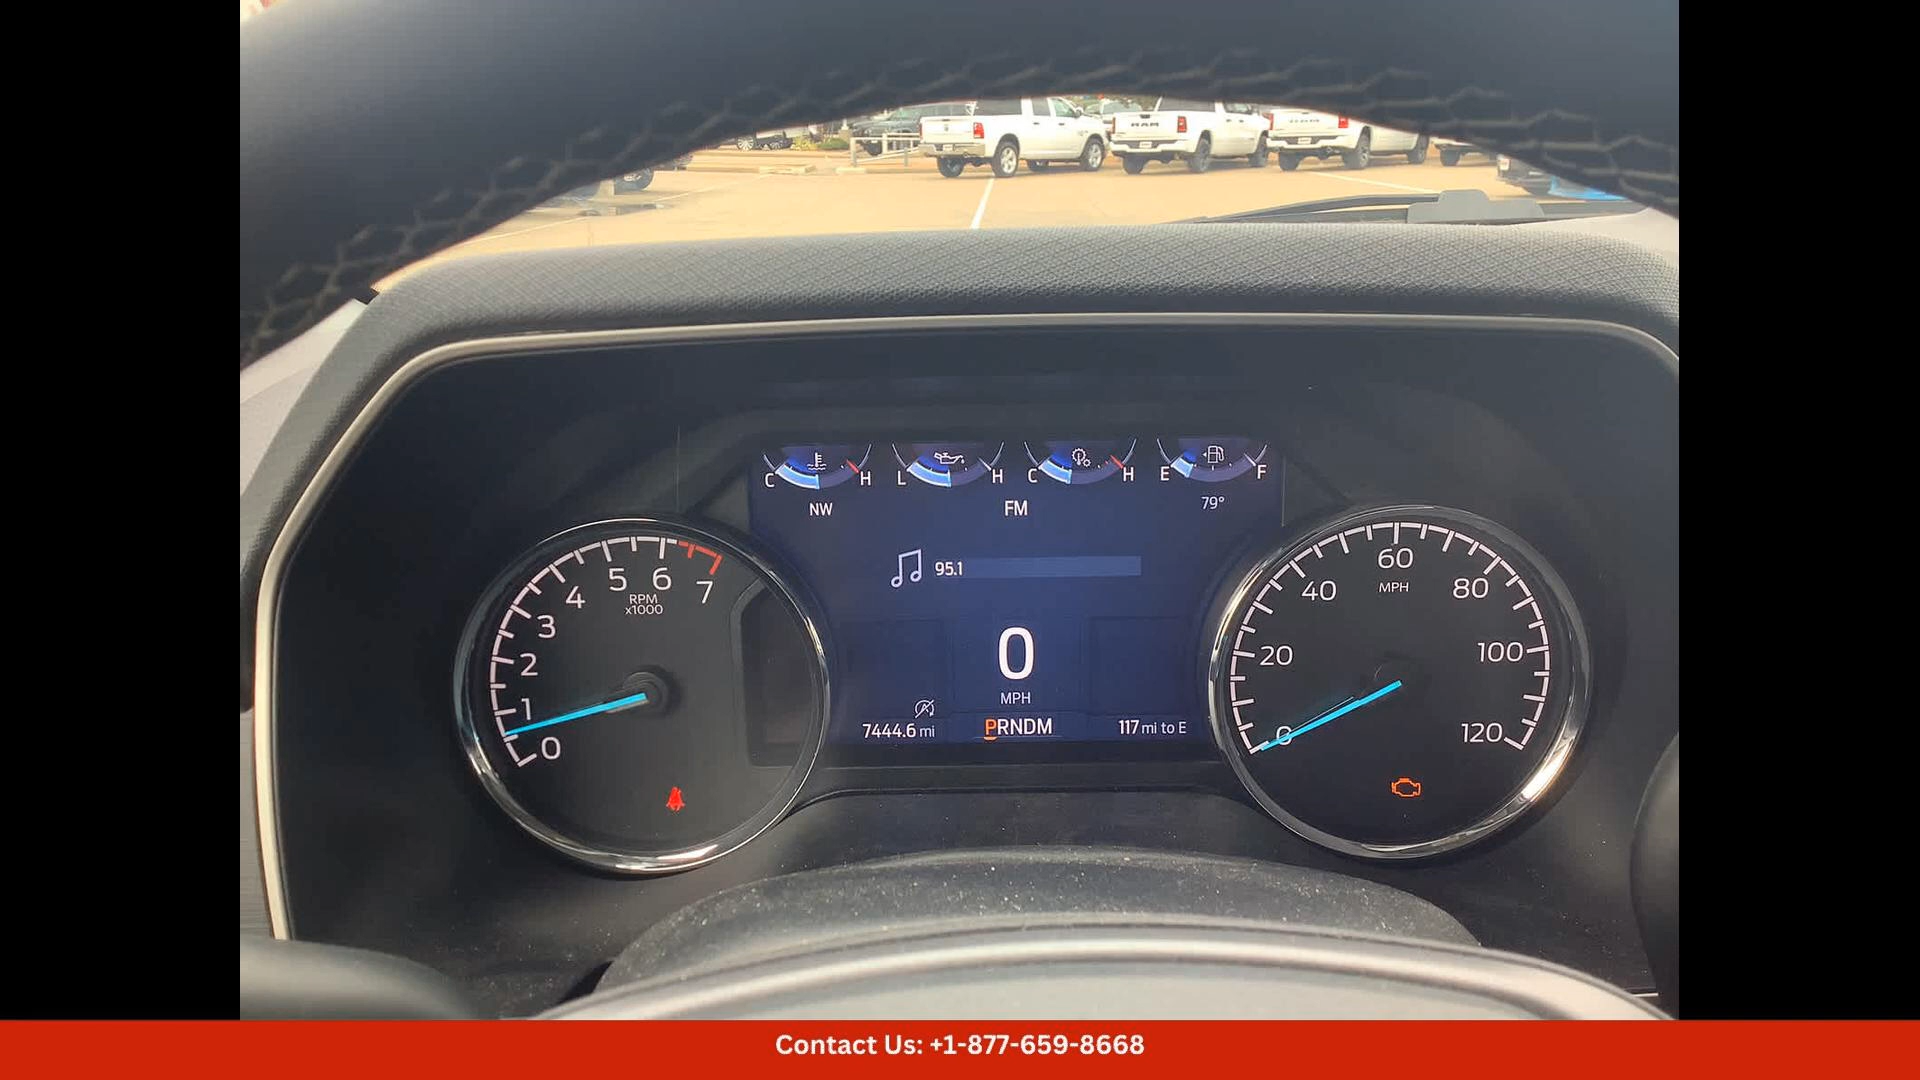 RAM
RAM
C H L H C H E F
NW FM 79°
95.1
0
MPH
7444.6 mi PRNDM 117 mi to E
0 1 2 3 4 5 6 7
RPM
x1000
0 20 40 60 80 100 120
MPH
Contact Us: +1-877-659-8668